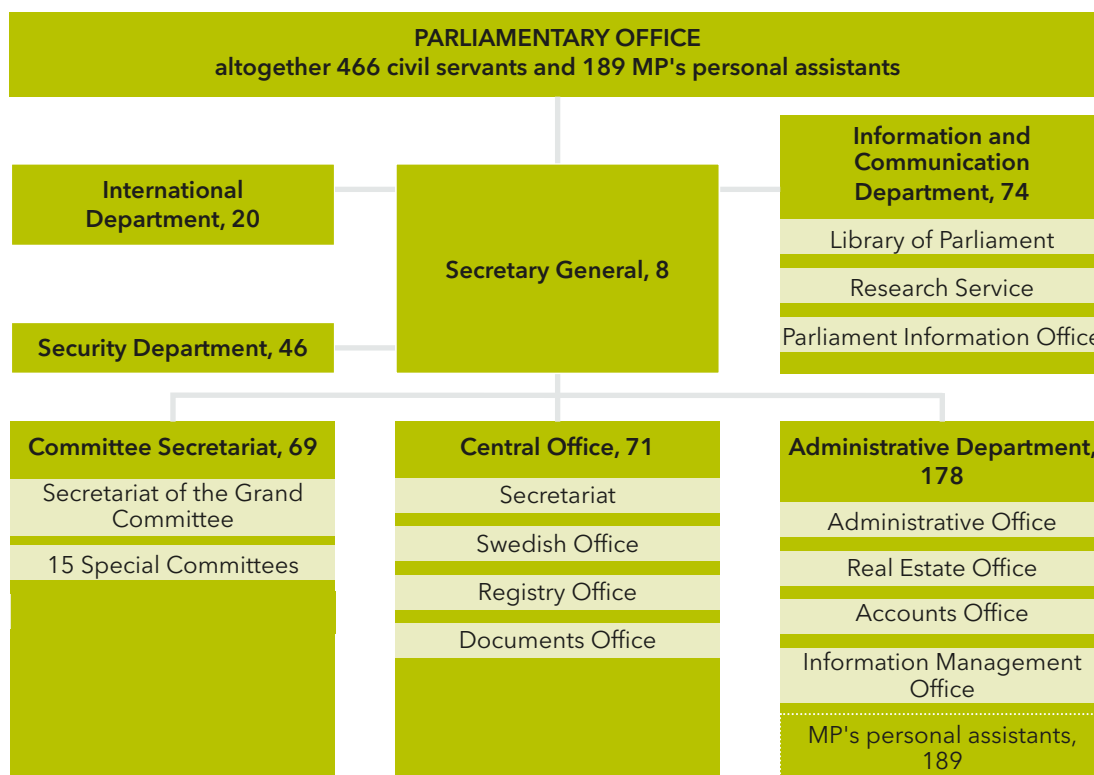 PARLIAMENTARY OFFICE
altogether 466 civil servants and 189 MP's personal assistants
International
Department, 20
Security Department, 46
Secretary General, 8
Information and
Communication
Department, 74
Library of Parliament
Research Service
Parliament Information Office
Committee Secretariat, 69
Secretariat of the Grand
Committee
15 Special Committees
Central Office, 71
Secretariat
Swedish Office
Registry Office
Documents Office
Administrative Department,
178
Administrative Office
Real Estate Office
Accounts Office
Information Management
Office
MP's personal assistants,
189